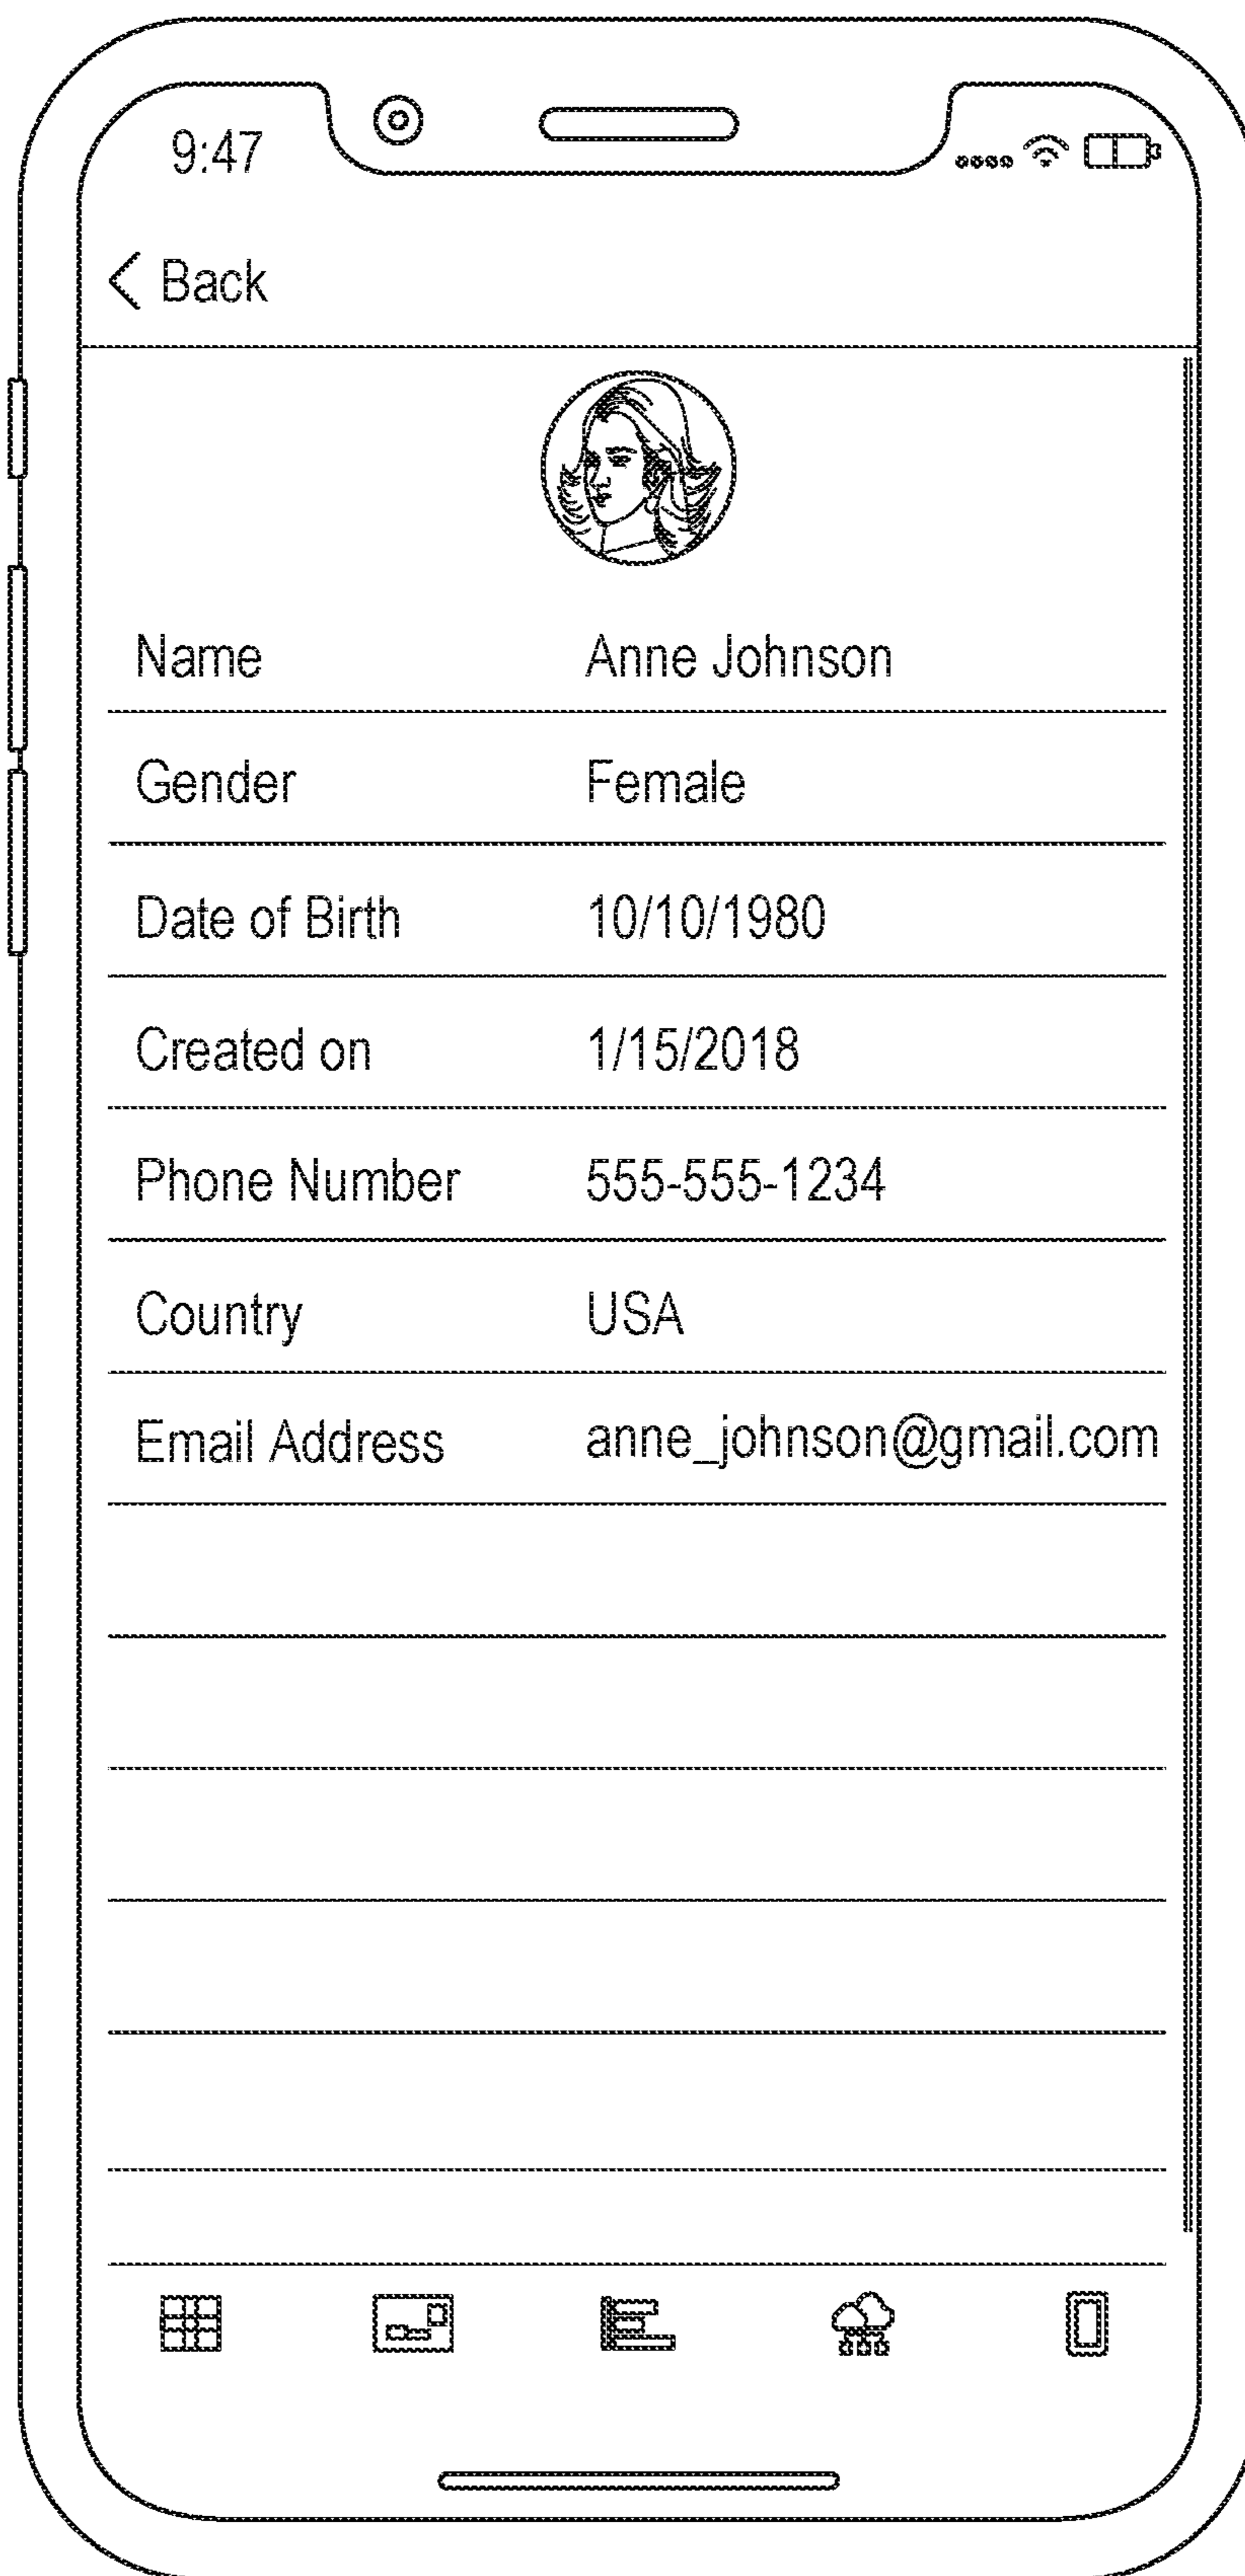 9:47
Back
Name Anne Johnson
Gender Female
Date of Birth 10/10/1980
Created on 1/15/2018
Phone Number 555-555-1234
Country USA
Email Address anne_johnson@gmail.com